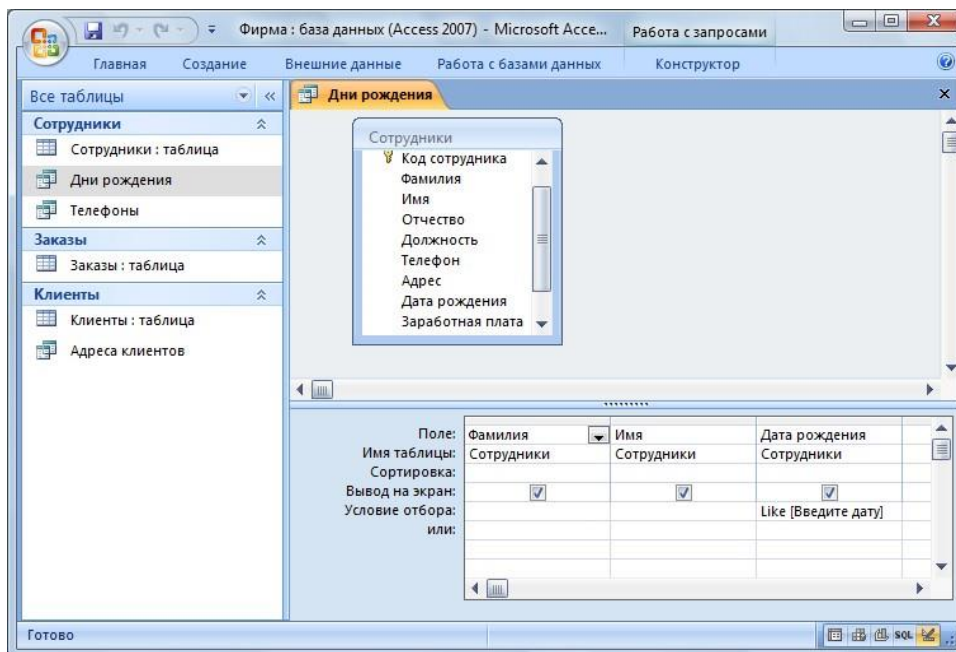 Фирма : база данных (Access 2007) - Microsoft Acce...
Работа с запросами
Главная
Создание
Внешние данные
Работа с базами данных
Конструктор
Все таблицы
Сотрудники
Сотрудники : таблица
Дни рождения
Телефоны
Заказы
Заказы : таблица
Клиенты
Клиенты : таблица
Адреса клиентов
Дни рождения
Сотрудники
Код сотрудника
Фамилия
Имя
Отчество
Должность
Телефон
Адрес
Дата рождения
Заработная плата
Поле: Фамилия Имя Дата рождения
Имя таблицы: Сотрудники Сотрудники Сотрудники
Сортировка:
Вывод на экран:
Условие отбора: Like [Введите дату]
или:
Готово
SQL